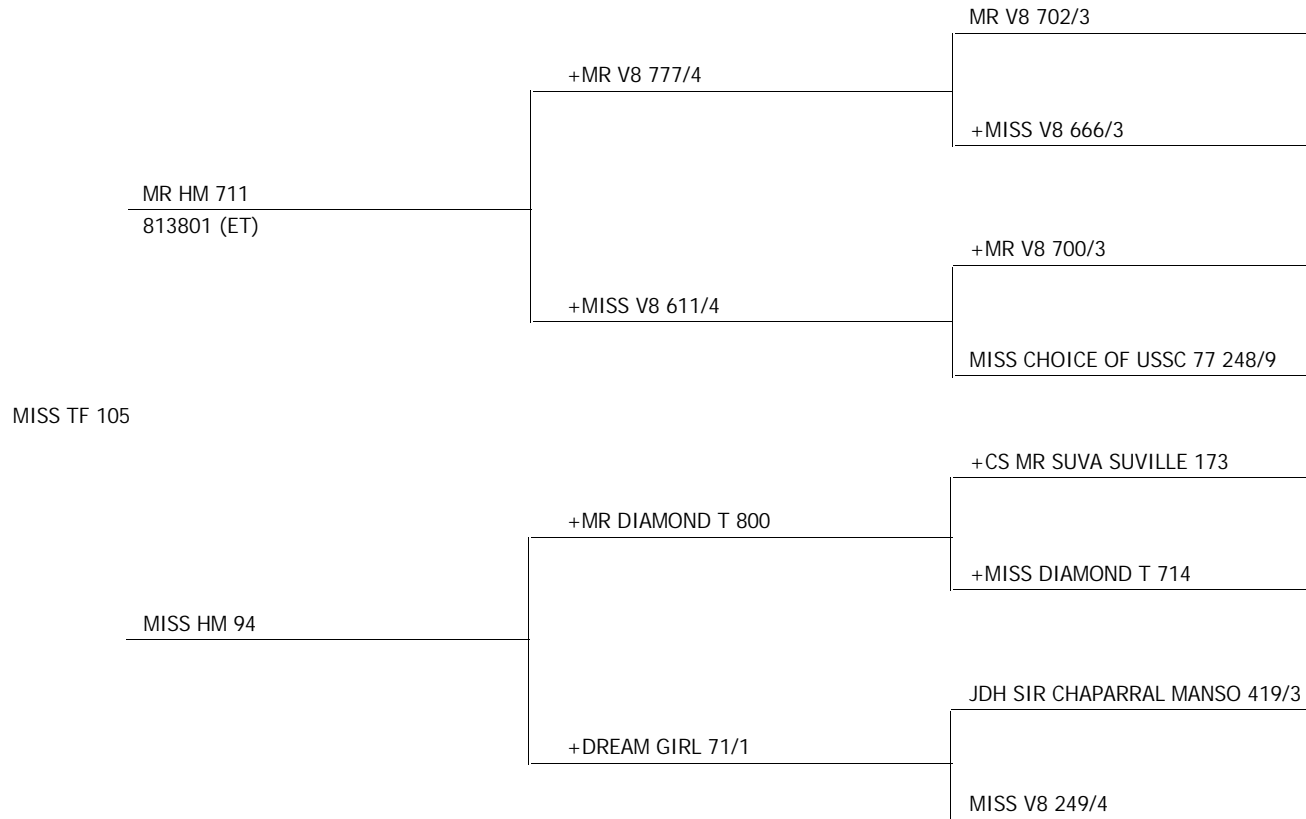 MR V8 702/3
+MR V8 777/4
+MISS V8 666/3
MR HM 711
813801 (ET)
+MR V8 700/3
+MISS V8 611/4
MISS CHOICE OF USSC 77 248/9
MISS TF 105
+CS MR SUVA SUVILLE 173
+MR DIAMOND T 800
+MISS DIAMOND T 714
MISS HM 94
JDH SIR CHAPARRAL MANSO 419/3
+DREAM GIRL 71/1
MISS V8 249/4